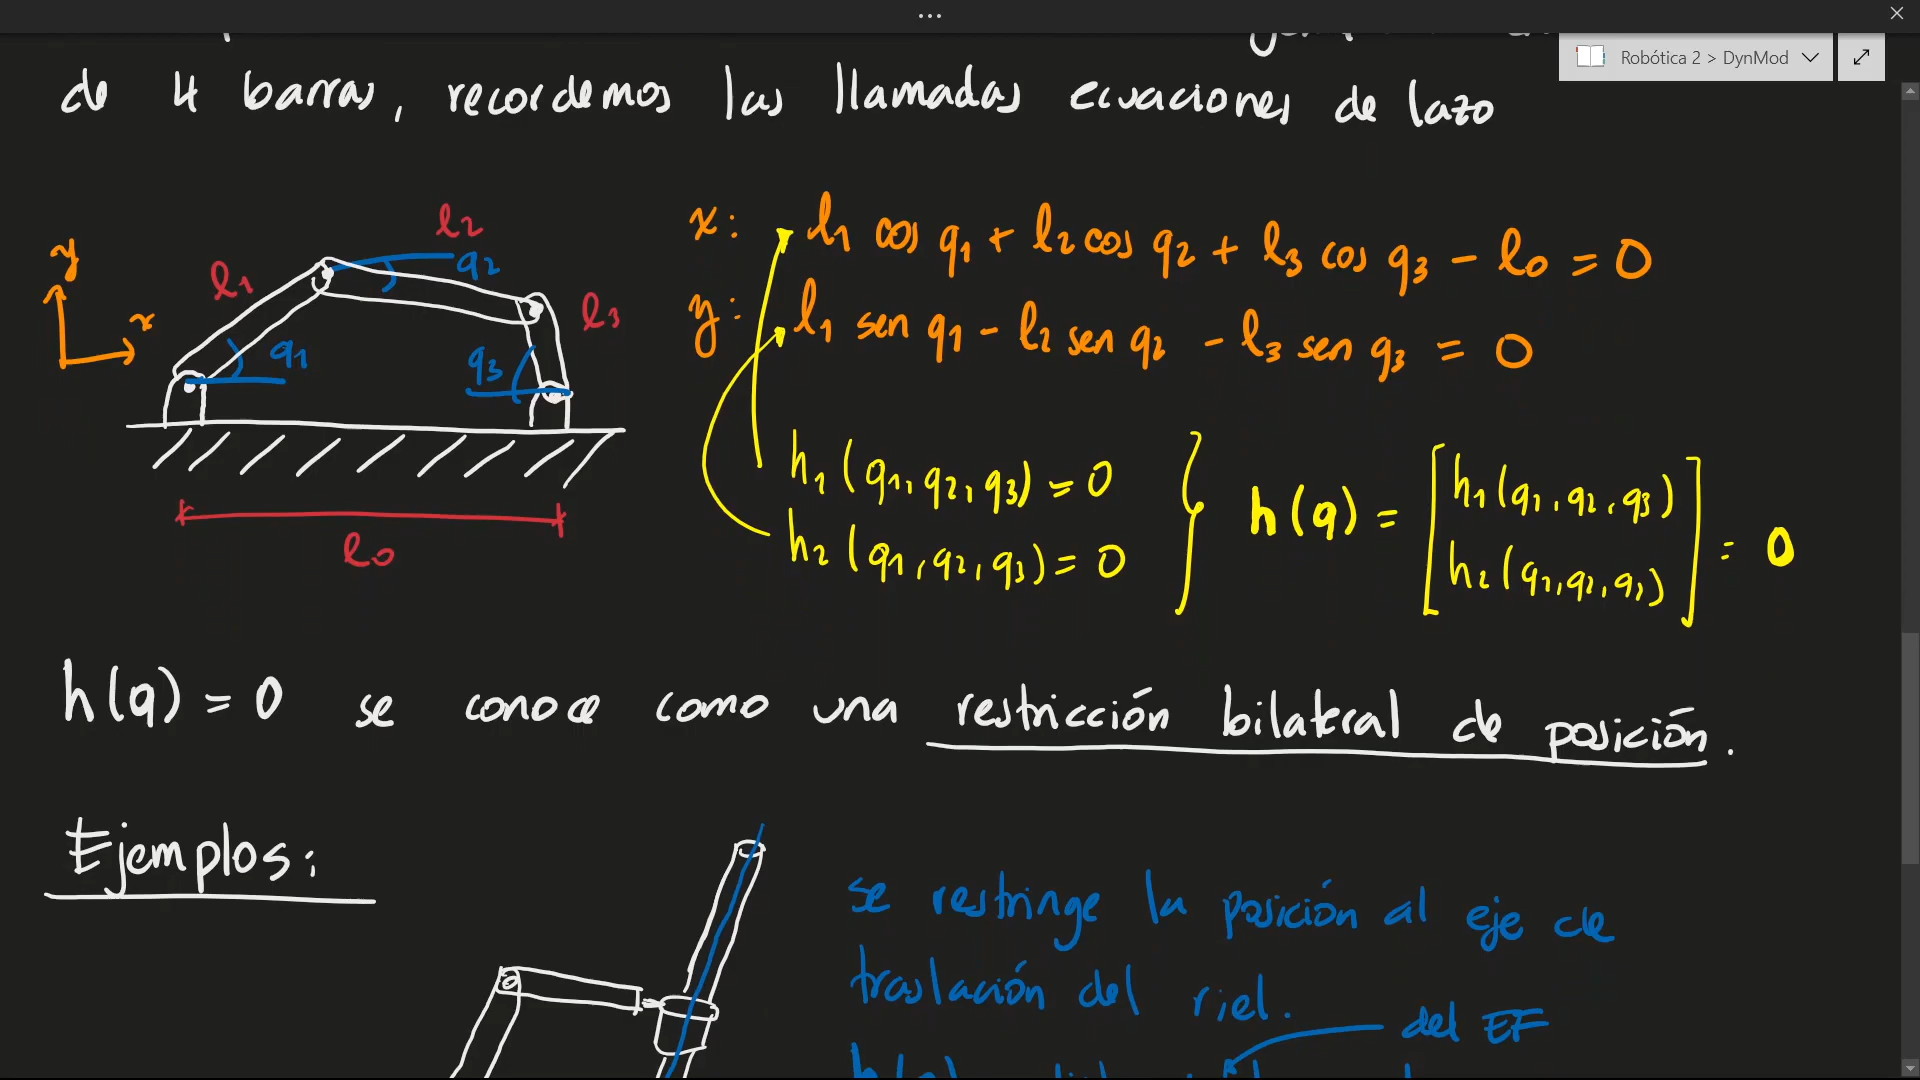 ...
Robótica 2 > DynMod
de 4 barras, recordemos las llamadas ecuaciones de lazo
y
x
l1
l2
l3
q1
q2
q3
l0
x: l1 cos q1 + l2 cos q2 + l3 cos q3 - l0 = 0
y: l1 sen q1 - l2 sen q2 - l3 sen q3 = 0
h1(q1,q2,q3) = 0
h2(q1,q2,q3) = 0
h(q) = [h1(q1,q2,q3)
h2(q1,q2,q3)] = 0
h(q) = 0 se conoce como una restricción bilateral de posición.
Ejemplos:
se restringe la posición al eje de
traslación del riel.
del EF